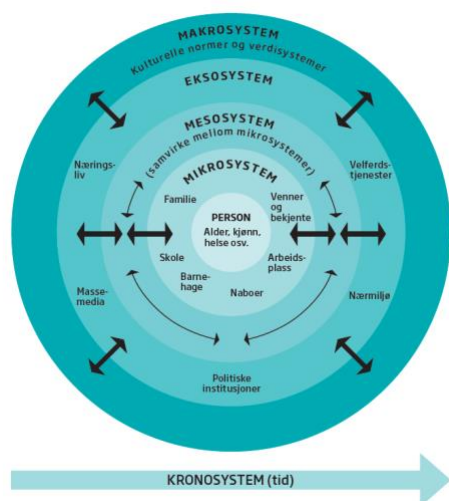 MAKROSYSTEM
Kulturelle normer og verdisystemer
EKSOSYSTEM
MESOSYSTEM
(samvirke mellom mikrosystemer)
MIKROSYSTEM
Nærings-
liv
Velferds-
tjenester
Familie
Venner
og
bekjente
PERSON
Alder, kjønn,
helse osv.
Skole
Arbeids-
plass
Barne-
hage
Naboer
Masse-
media
Nærmiljø
Politiske
institusjoner
KRONOSYSTEM (tid)